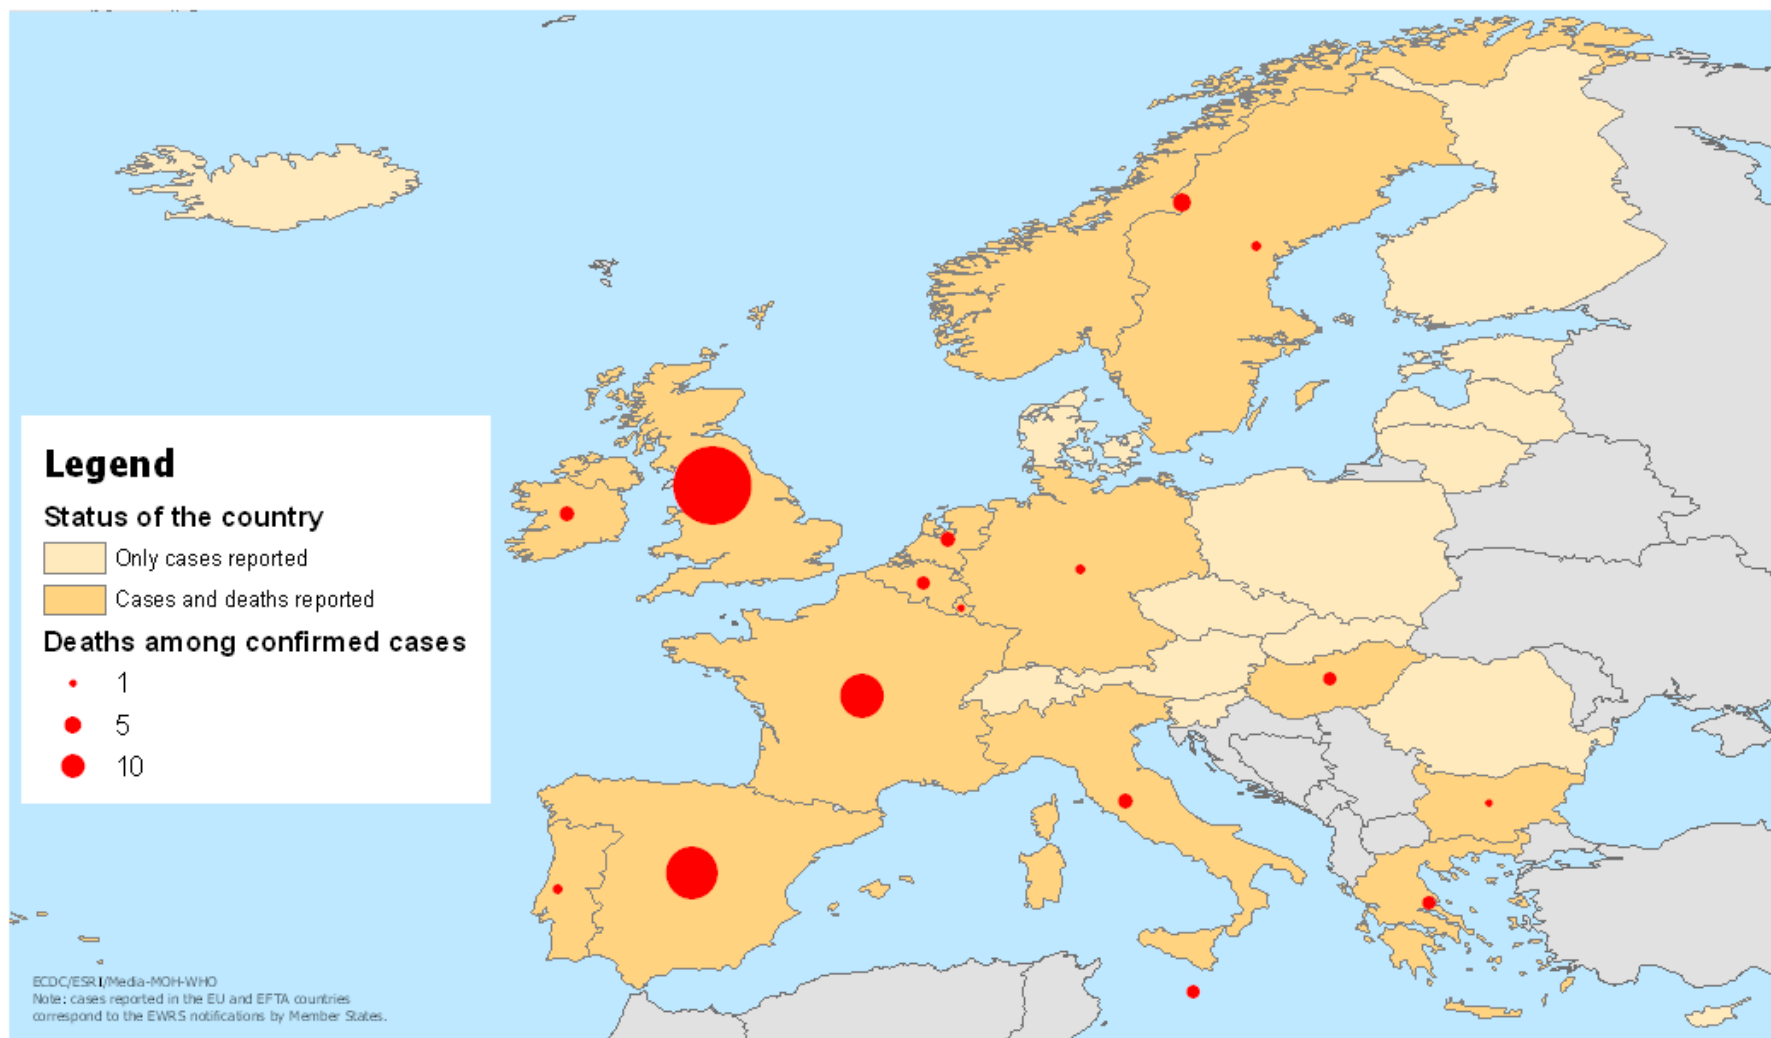 Legend
Status of the country
Only cases reported
Cases and deaths reported
Deaths among confirmed cases
1
5
10
ECDC/ESRI/Media-MOH-WHO
Note: cases reported in the EU and EFTA countries
correspond to the EWRS notifications by Member States.